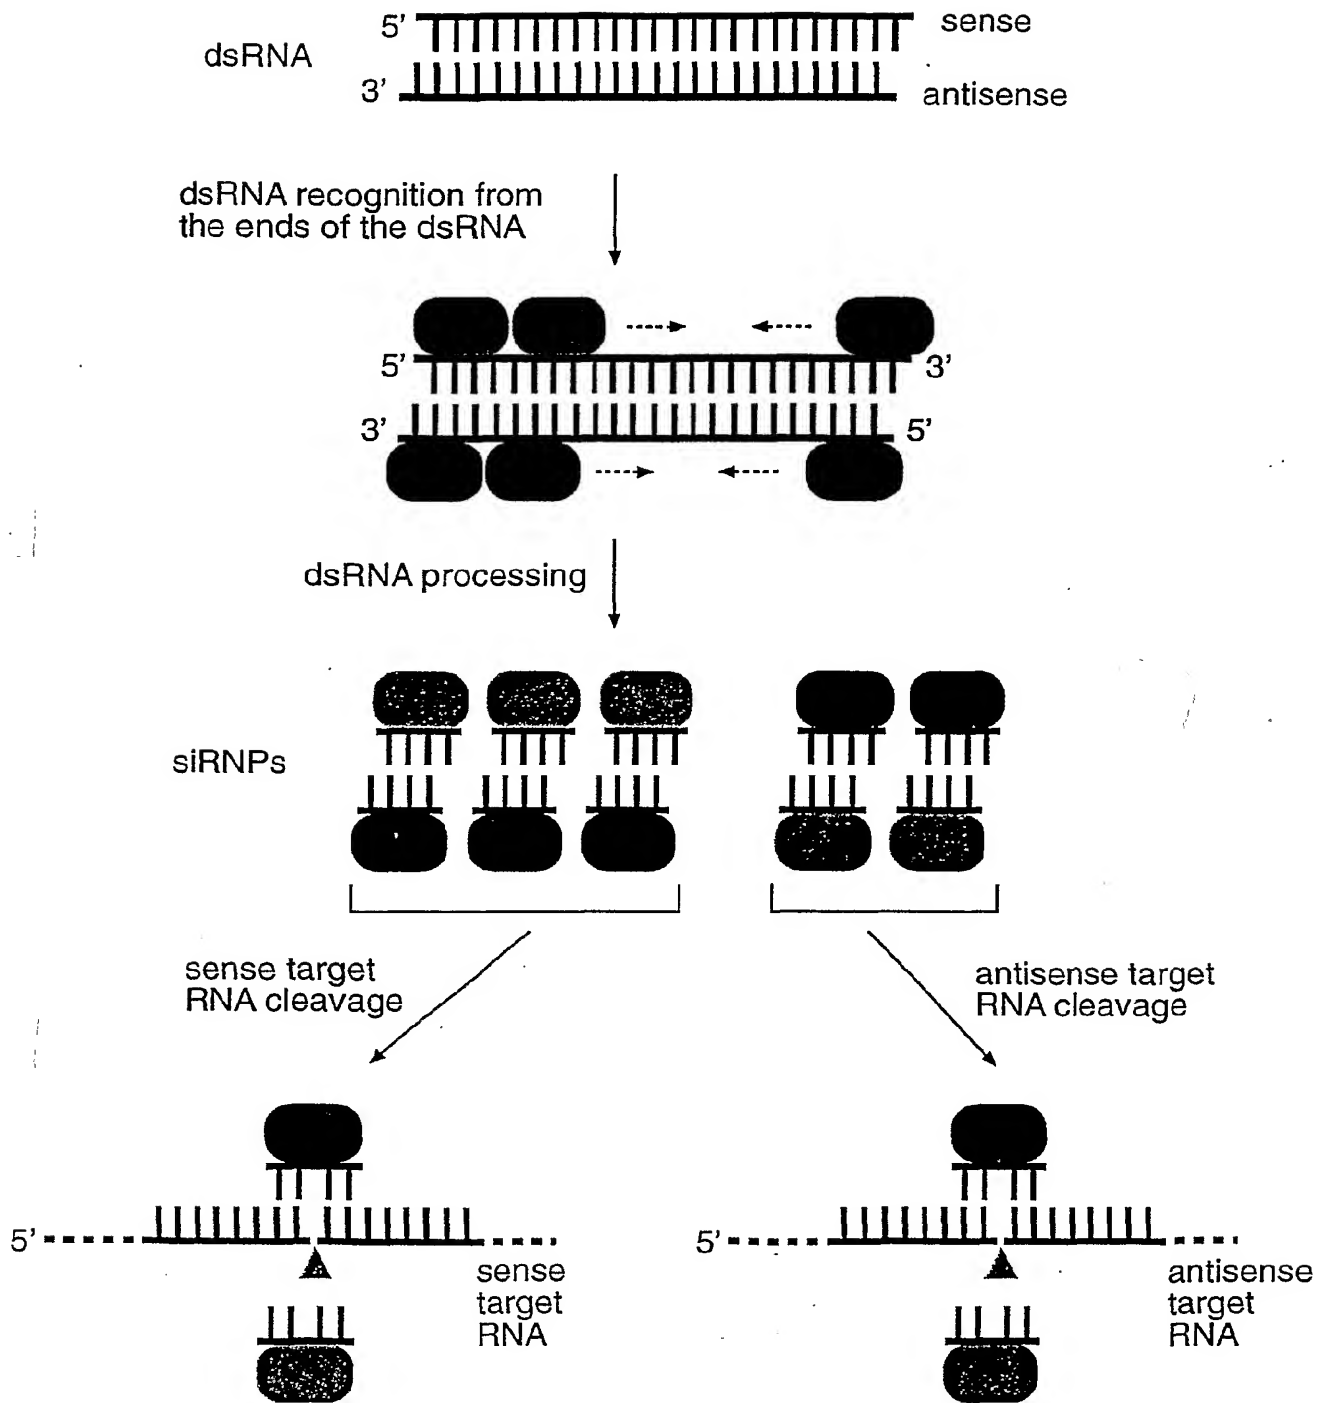 5' sense
dsRNA
3' antisense
dsRNA recognition from
the ends of the dsRNA
5' 3'
3' 5'
dsRNA processing
siRNPs
sense target
RNA cleavage
antisense target
RNA cleavage
5'
sense
target
RNA
5'
antisense
target
RNA